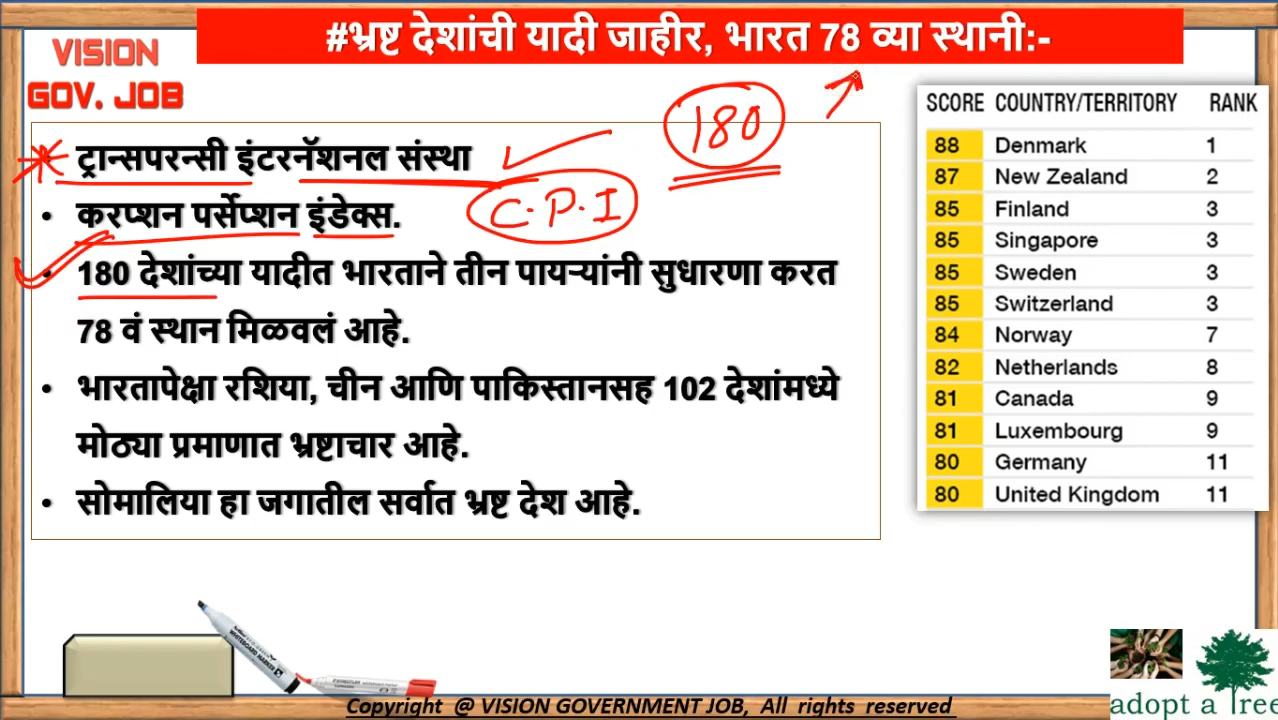 #भ्रष्ट देशांची यादी जाहीर, भारत 78 व्या स्थानी:-
VISION
GOV. JOB
180
• ट्रान्सपरन्सी इंटरनॅशनल संस्था
• करप्शन पर्सेप्शन इंडेक्स.
C.P.I
• 180 देशांच्या यादीत भारताने तीन पायऱ्यांनी सुधारणा करत
78 वं स्थान मिळवलं आहे.
• भारतापेक्षा रशिया, चीन आणि पाकिस्तानसह 102 देशांमध्ये
मोठ्या प्रमाणात भ्रष्टाचार आहे.
• सोमालिया हा जगातील सर्वात भ्रष्ट देश आहे.
SCORE COUNTRY/TERRITORY RANK
88 Denmark 1
87 New Zealand 2
85 Finland 3
85 Singapore 3
85 Sweden 3
85 Switzerland 3
84 Norway 7
82 Netherlands 8
81 Canada 9
81 Luxembourg 9
80 Germany 11
80 United Kingdom 11
WHITEBOARD MARKER
Copyright @ VISION GOVERNMENT JOB, All rights reserved
adopt a Tree